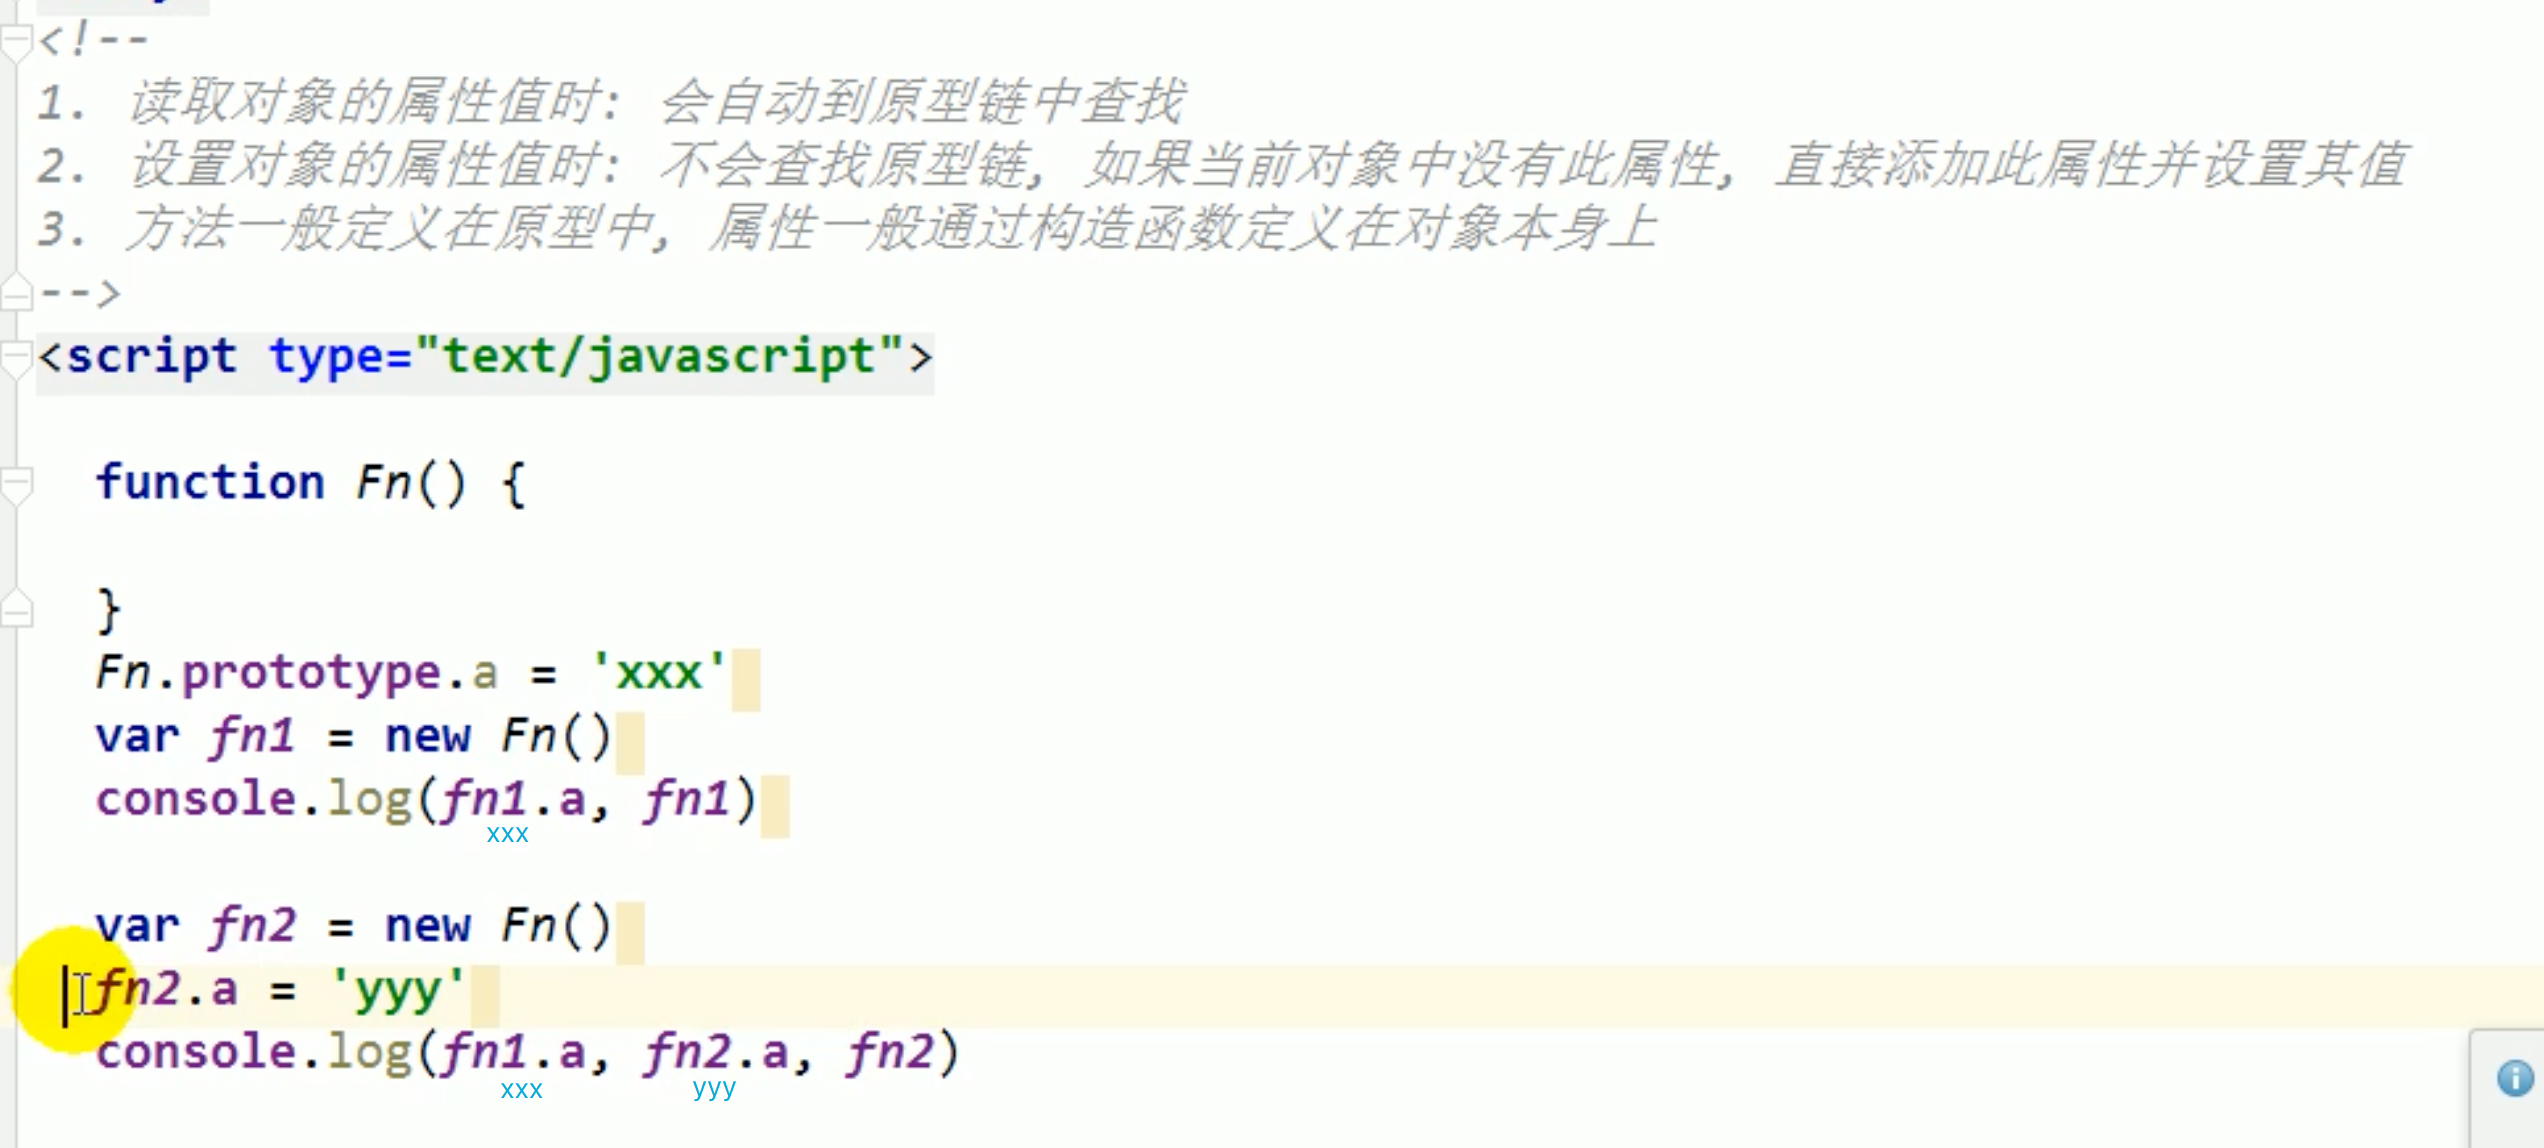 <!--
1. 读取对象的属性值时: 会自动到原型链中查找
2. 设置对象的属性值时: 不会查找原型链, 如果当前对象中没有此属性, 直接添加此属性并设置其值
3. 方法一般定义在原型中, 属性一般通过构造函数定义在对象本身上
-->
<script type="text/javascript">
function Fn() {
}
Fn.prototype.a = 'xxx'
var fn1 = new Fn()
console.log(fn1.a, fn1)
xxx
var fn2 = new Fn()
fn2.a = 'yyy'
console.log(fn1.a, fn2.a, fn2)
xxx yyy